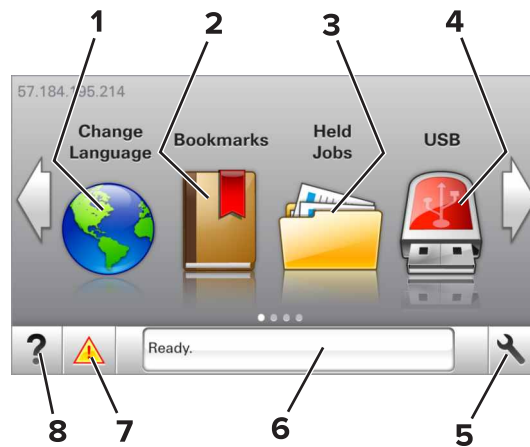 1 2 3 4
57.184.195.214
Change
Language
Bookmarks
Held
Jobs
USB
?
Ready.
8 7 6 5